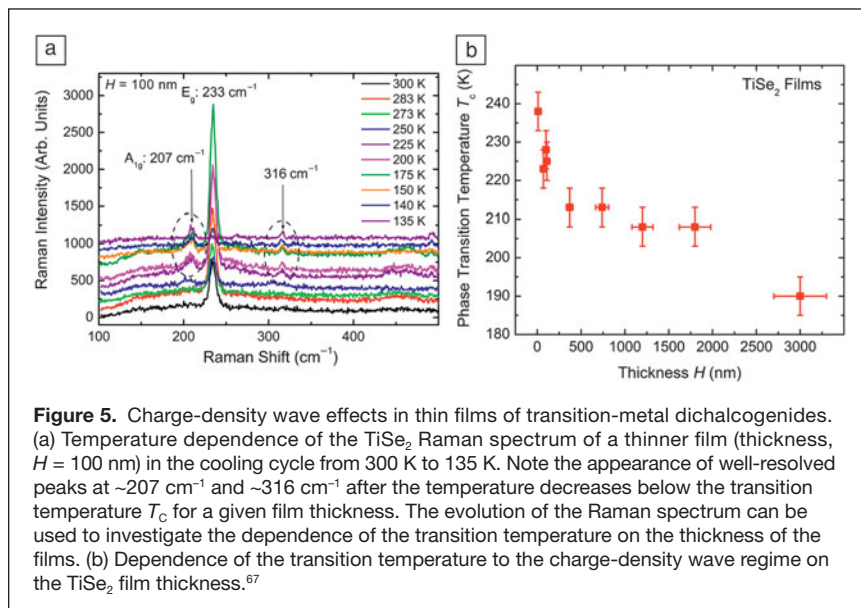 a
H = 100 nm
E_g: 233 cm⁻¹
A_1g: 207 cm⁻¹
316 cm⁻¹
300 K
283 K
273 K
250 K
225 K
200 K
175 K
150 K
140 K
135 K
3000
2500
2000
1500
1000
500
0
Raman Intensity (Arb. Units)
100 200 300 400
Raman Shift (cm⁻¹)
b
TiSe₂ Films
240
230
220
210
200
190
180
Phase Transition Temperature T_c (K)
0 500 1000 1500 2000 2500 3000
Thickness H (nm)
Figure 5. Charge-density wave effects in thin films of transition-metal dichalcogenides.
(a) Temperature dependence of the TiSe₂ Raman spectrum of a thinner film (thickness,
H = 100 nm) in the cooling cycle from 300 K to 135 K. Note the appearance of well-resolved
peaks at ~207 cm⁻¹ and ~316 cm⁻¹ after the temperature decreases below the transition
temperature T_C for a given film thickness. The evolution of the Raman spectrum can be
used to investigate the dependence of the transition temperature on the thickness of the
films. (b) Dependence of the transition temperature to the charge-density wave regime on
the TiSe₂ film thickness.⁶⁷